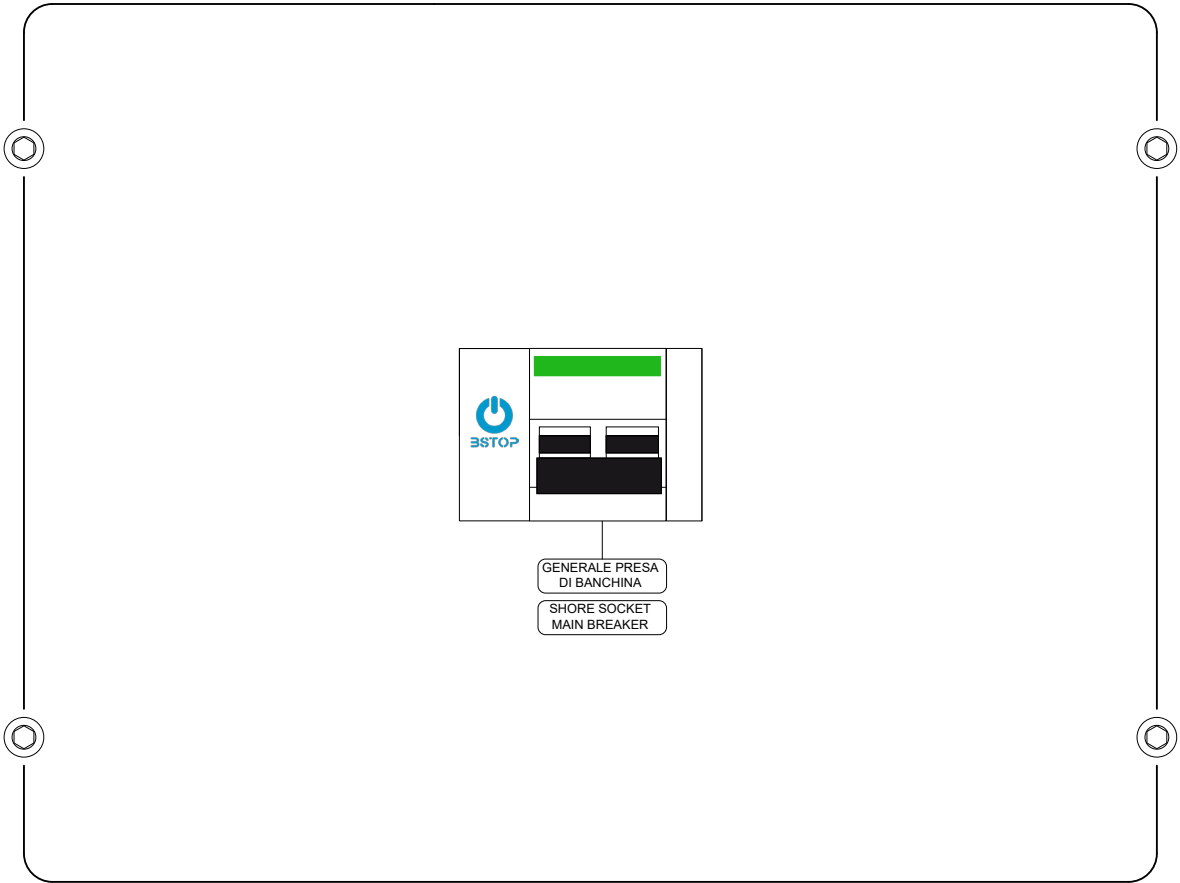 BSTOP
GENERALE PRESA
DI BANCHINA
SHORE SOCKET
MAIN BREAKER